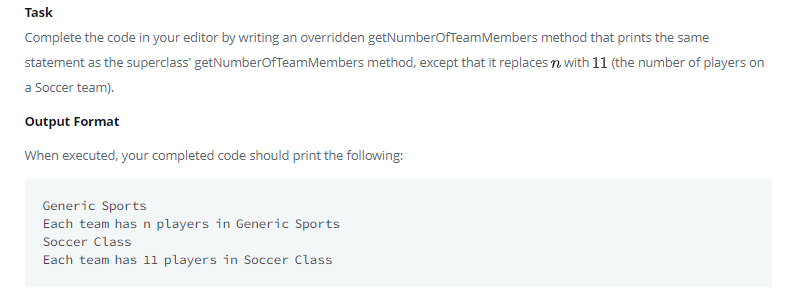 Task
Complete the code in your editor by writing an overridden getNumberOfTeamMembers method that prints the same
statement as the superclass' getNumberOfTeamMembers method, except that it replaces n with 11 (the number of players on
a Soccer team).
Output Format
When executed, your completed code should print the following:
Generic Sports
Each team has n players in Generic Sports
Soccer Class
Each team has 11 players in Soccer Class